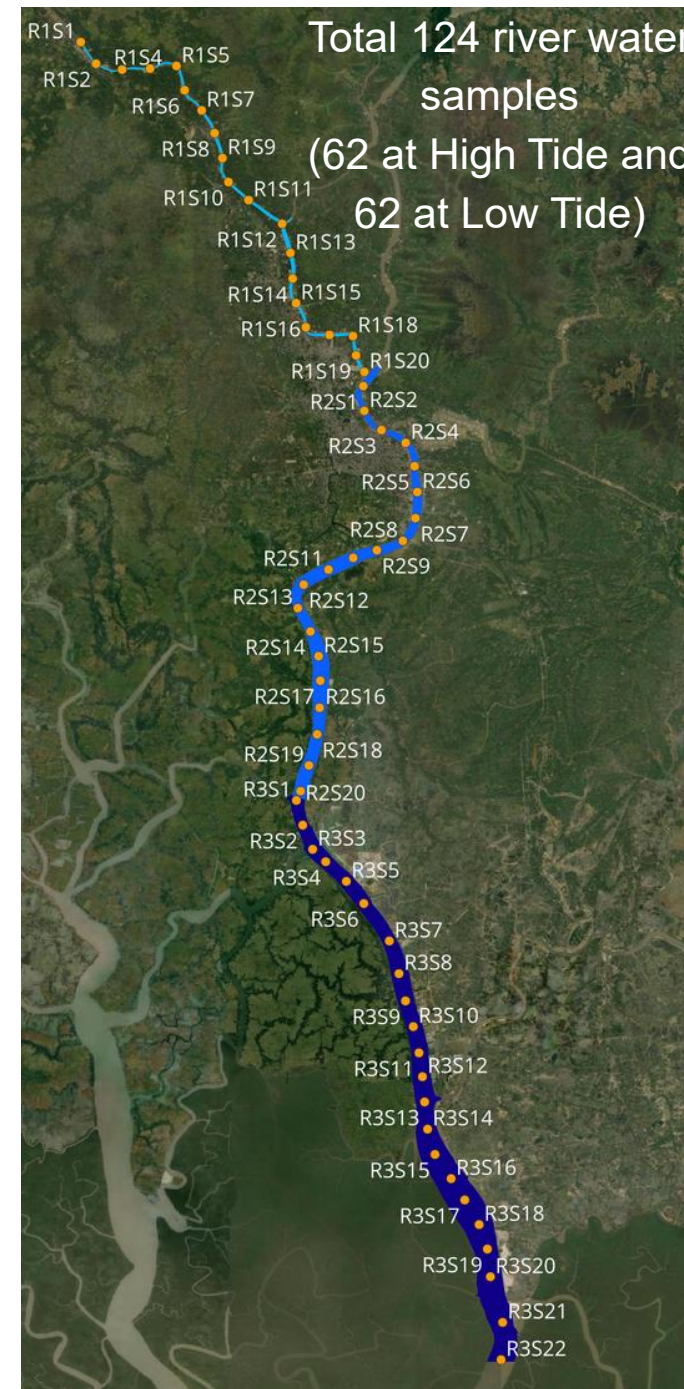 Total 124 river water
samples
(62 at High Tide and
62 at Low Tide)
R1S1
R1S2
R1S4
R1S5
R1S6
R1S7
R1S8
R1S9
R1S10
R1S11
R1S12
R1S13
R1S14
R1S15
R1S16
R1S18
R1S19
R1S20
R2S1
R2S2
R2S3
R2S4
R2S5
R2S6
R2S7
R2S8
R2S9
R2S11
R2S12
R2S13
R2S14
R2S15
R2S17
R2S16
R2S18
R2S19
R3S1
R2S20
R3S2
R3S3
R3S4
R3S5
R3S6
R3S7
R3S8
R3S9
R3S10
R3S11
R3S12
R3S13
R3S14
R3S15
R3S16
R3S17
R3S18
R3S19
R3S20
R3S21
R3S22